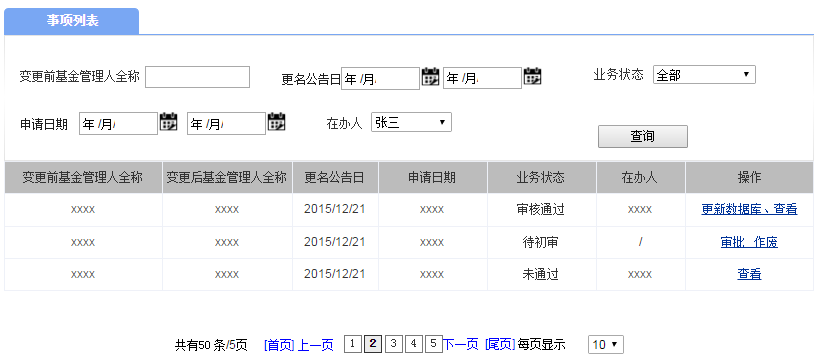 事项列表
变更前基金管理人全称 更名公告日 年 /月/ 年 /月/ 业务状态 全部
申请日期 年 /月/ 年 /月/ 在办人 张三 查询
变更前基金管理人全称 变更后基金管理人全称 更名公告日 申请日期 业务状态 在办人 操作
xxxx xxxx 2015/12/21 xxxx 审核通过 xxxx 更新数据库、查看
xxxx xxxx 2015/12/21 xxxx 待初审 / 审批 作废
xxxx xxxx 2015/12/21 xxxx 未通过 xxxx 查看
共有50 条/5页 [首页] 上一页 1 2 3 4 5 下一页 [尾页] 每页显示 10